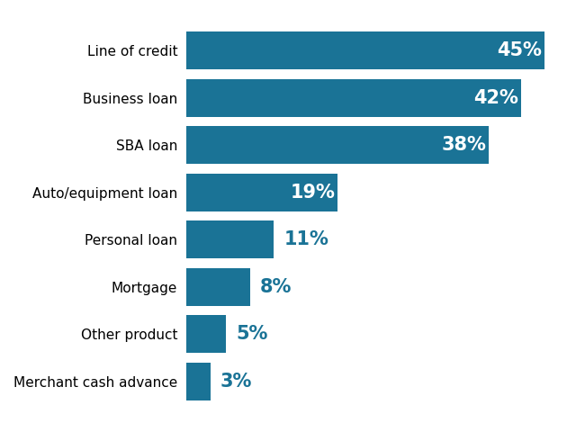 Line of credit 45%
Business loan 42%
SBA loan 38%
Auto/equipment loan 19%
Personal loan 11%
Mortgage 8%
Other product 5%
Merchant cash advance 3%